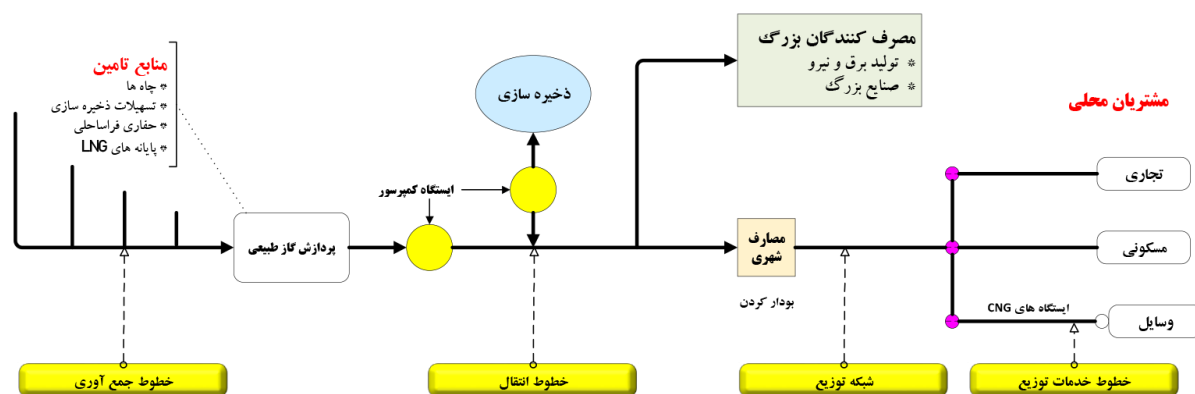 منابع تامین
* چاه ها
* تسهیلات ذخیره سازی
* حفاری فراساحلی
* پایانه های LNG
پردازش گاز طبیعی
ایستگاه کمپرسور
ذخیره سازی
مصرف کنندگان بزرگ
* تولید برق و نیرو
* صنایع بزرگ
مصارف
شهری
بودار کردن
مشتریان محلی
تجاری
مسکونی
ایستگاه های CNG
وسایل
خطوط جمع آوری
خطوط انتقال
شبکه توزیع
خطوط خدمات توزیع